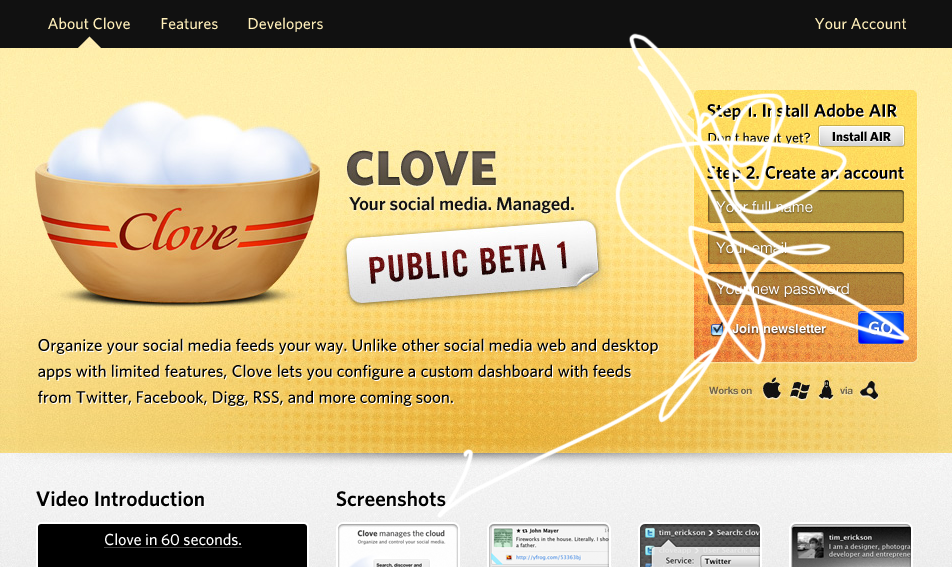 About Clove Features Developers Your Account
Clove
CLOVE
Your social media. Managed.
PUBLIC BETA 1
Organize your social media feeds your way. Unlike other social media web and desktop
apps with limited features, Clove lets you configure a custom dashboard with feeds
from Twitter, Facebook, Digg, RSS, and more coming soon.
Step 1. Install Adobe AIR
Don't have it yet? Install AIR
Step 2. Create an account
Your full name
Your email
Your new password
Join newsletter GO
Works on via
Video Introduction
Clove in 60 seconds.
Screenshots
Clove manages the cloud
Organize and control your social media.
Search, discover and
John Mayer
Fireworks in the house. Literally. I sho
a father.
http://yfrog.com/53363bj
tim_erickson Search: clov
Service: Twitter
tim_erickson
I am a designer, photogra
developer and entreprene